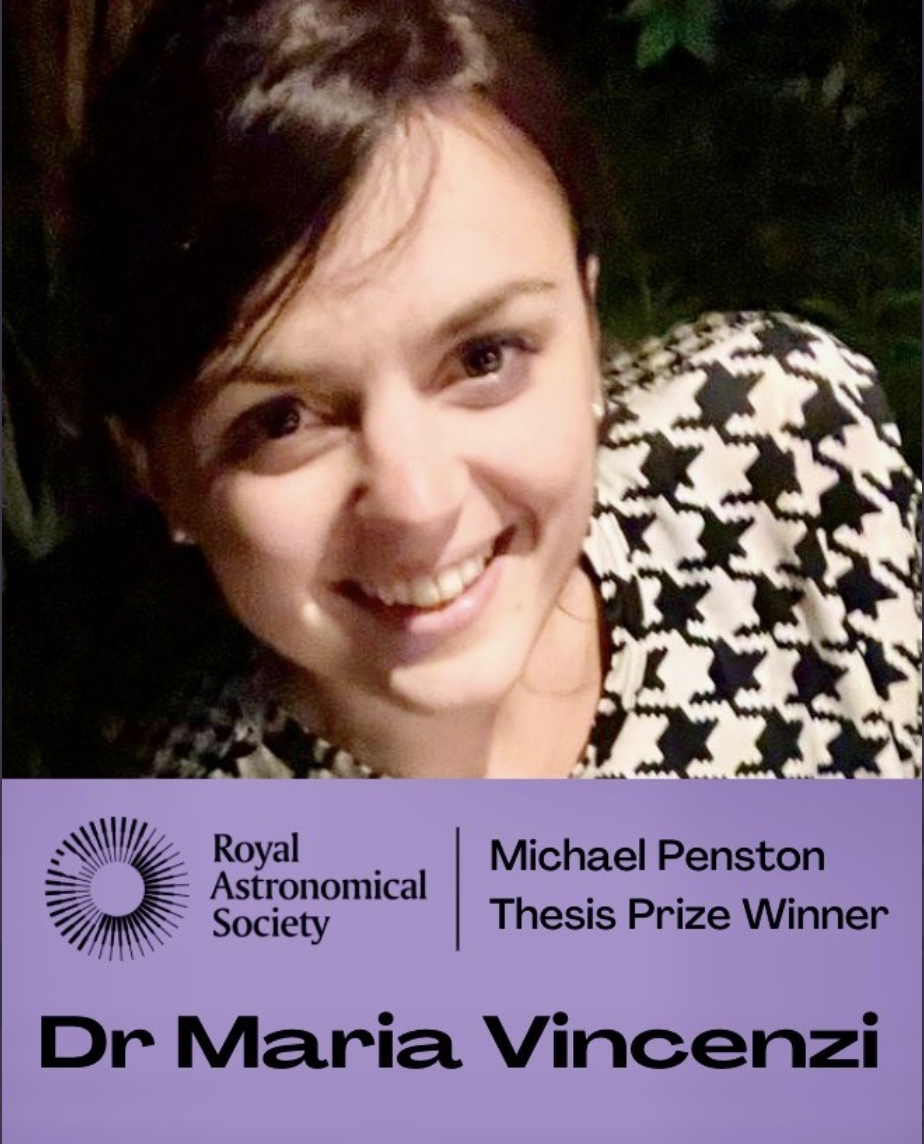 Royal
Astronomical
Society
Michael Penston
Thesis Prize Winner
Dr Maria Vincenzi